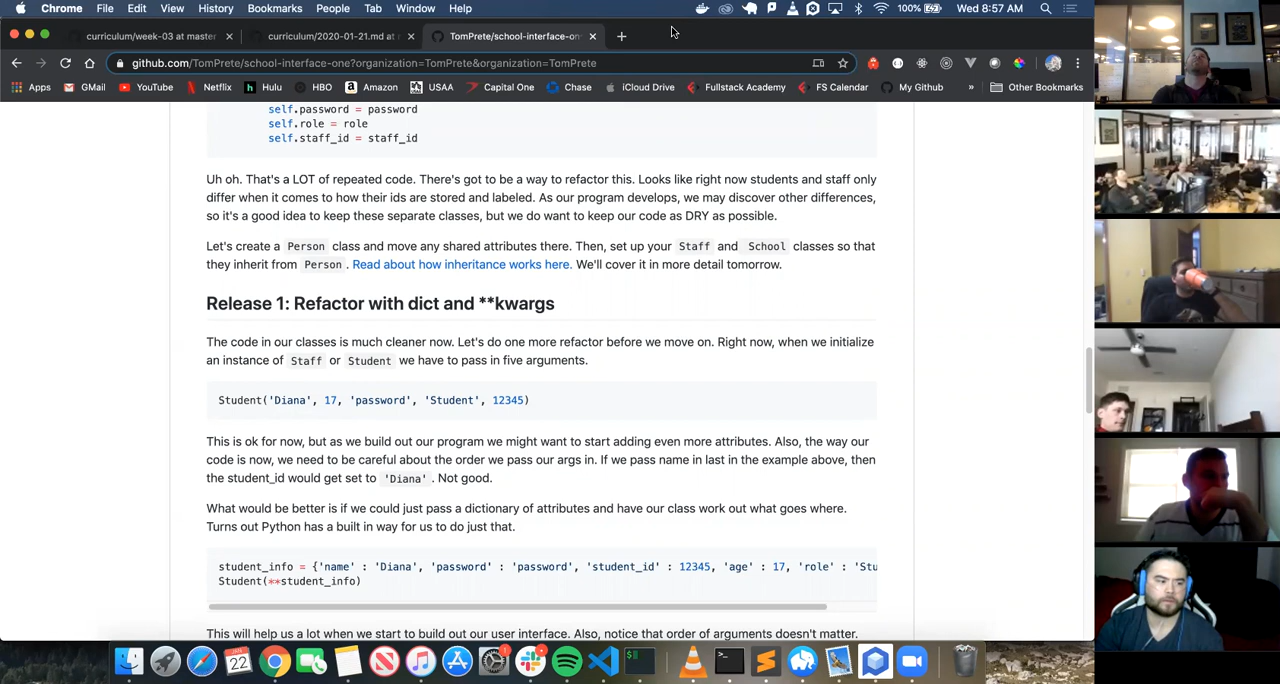 Chrome File Edit View History Bookmarks People Tab Window Help 100% Wed 8:57 AM
curriculum/week-03 at master curriculum/2020-01-21.md at r TomPrete/school-interface-one
github.com/TomPrete/school-interface-one?organization=TomPrete&organization=TomPrete
Apps GMail YouTube Netflix Hulu HBO Amazon USAA Capital One Chase iCloud Drive Fullstack Academy FS Calendar My Github » Other Bookmarks
self.password = password
self.role = role
self.staff_id = staff_id
Uh oh. That's a LOT of repeated code. There's got to be a way to refactor this. Looks like right now students and staff only
differ when it comes to how their ids are stored and labeled. As our program develops, we may discover other differences,
so it's a good idea to keep these separate classes, but we do want to keep our code as DRY as possible.
Let's create a Person class and move any shared attributes there. Then, set up your Staff and School classes so that
they inherit from Person . Read about how inheritance works here. We'll cover it in more detail tomorrow.
Release 1: Refactor with dict and **kwargs
The code in our classes is much cleaner now. Let's do one more refactor before we move on. Right now, when we initialize
an instance of Staff or Student we have to pass in five arguments.
Student('Diana', 17, 'password', 'Student', 12345)
This is ok for now, but as we build out our program we might want to start adding even more attributes. Also, the way our
code is now, we need to be careful about the order we pass our args in. If we pass name in last in the example above, then
the student_id would get set to 'Diana' . Not good.
What would be better is if we could just pass a dictionary of attributes and have our class work out what goes where.
Turns out Python has a built in way for us to do just that.
student_info = {'name' : 'Diana', 'password' : 'password', 'student_id' : 12345, 'age' : 17, 'role' : 'Stu
Student(**student_info)
This will help us a lot when we start to build out our user interface. Also, notice that order of arguments doesn't matter.
22